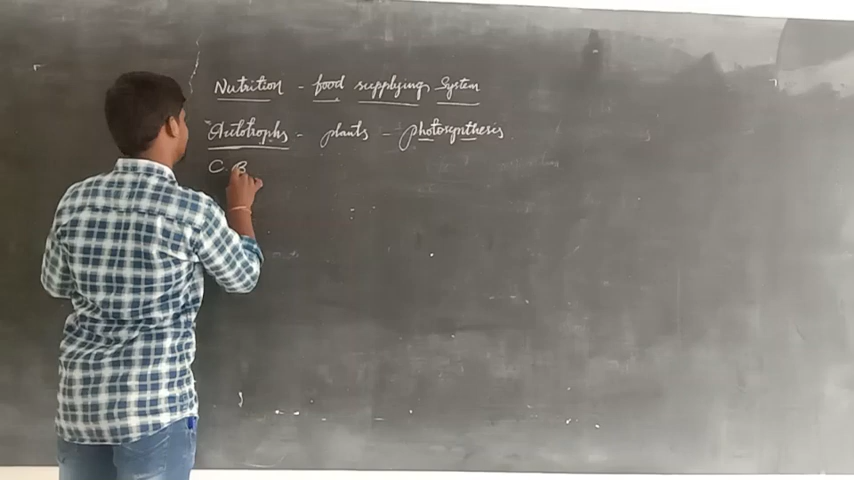 Nutrition - food supplying System
Autotrophs - plants - photosynthesis
C. B